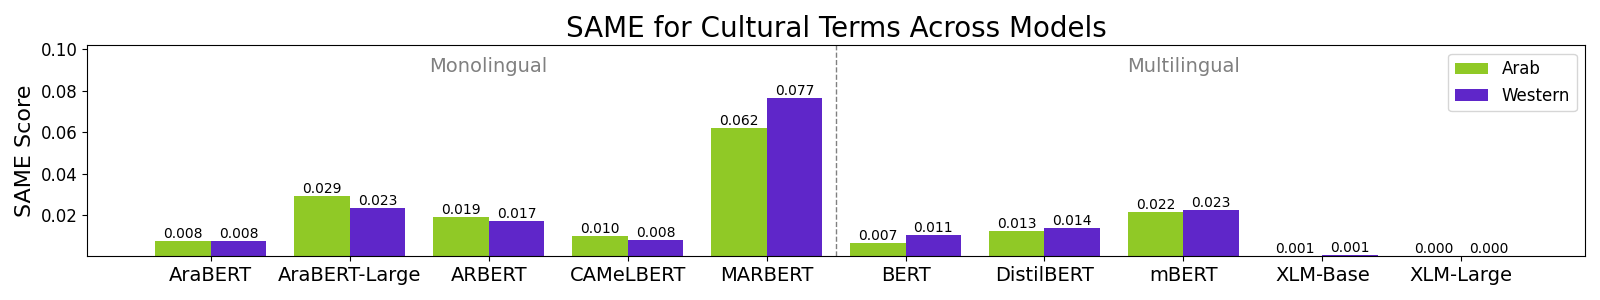 SAME for Cultural Terms Across Models
SAME Score
0.10
0.08
0.06
0.04
0.02
Monolingual
Multilingual
Arab
Western
0.008 0.008
0.029 0.023
0.019 0.017
0.010 0.008
0.062 0.077
0.007 0.011
0.013 0.014
0.022 0.023
0.001 0.001
0.000 0.000
AraBERT AraBERT-Large ARBERT CAMeLBERT MARBERT BERT DistilBERT mBERT XLM-Base XLM-Large